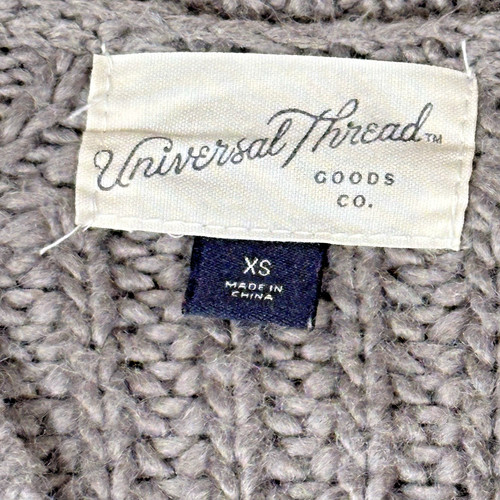 Universal Thread™
GOODS
CO.
XS
MADE IN
CHINA